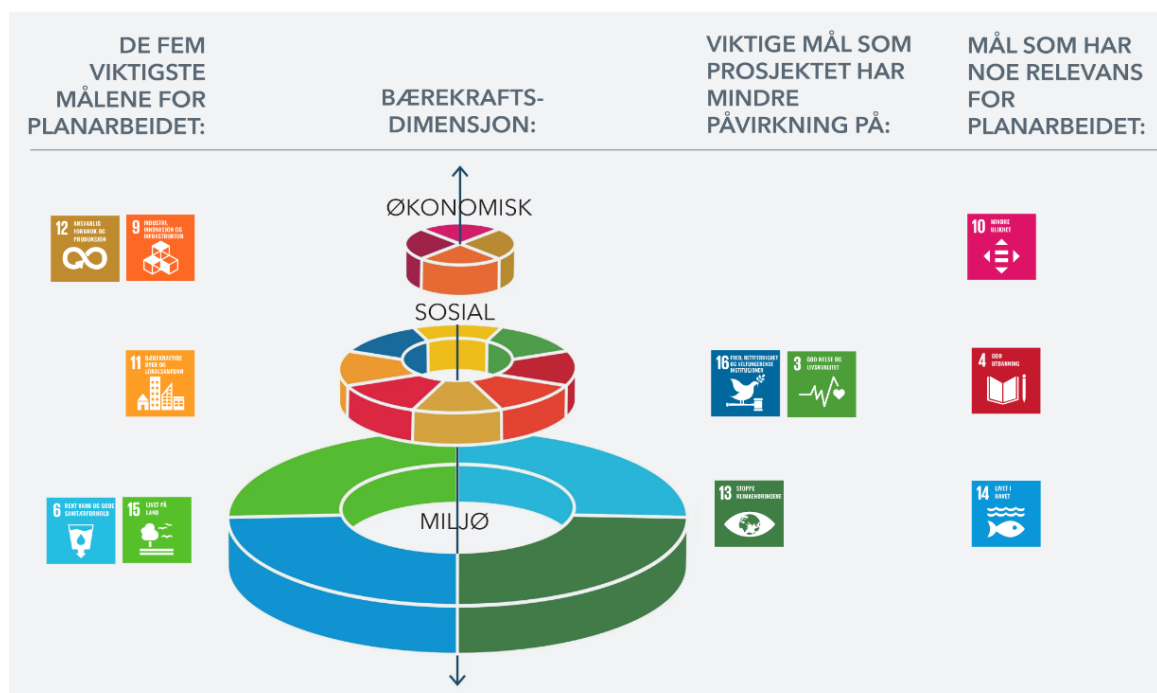 DE FEM
VIKTIGSTE
MÅLENE FOR
PLANARBEIDET:
BÆREKRAFTS-
DIMENSJON:
VIKTIGE MÅL SOM
PROSJEKTET HAR
MINDRE
PÅVIRKNING PÅ:
MÅL SOM HAR
NOE RELEVANS
FOR
PLANARBEIDET:
12 ANSVARLIG
FORBRUK OG
PRODUKSJON
9 INDUSTRI,
INNOVASJON OG
INFRASTRUKTUR
ØKONOMISK
10 MINDRE
ULIKHET
SOSIAL
11 BÆREKRAFTIGE
BYER OG
LOKALSAMFUNN
16 FRED, RETTFERDIGHET
OG VELFUNGERENDE
INSTITUSJONER
3 GOD HELSE OG
LIVSKVALITET
4 GOD
UTDANNING
6 RENT VANN OG GODE
SANITÆRFORHOLD
15 LIVET PÅ
LAND
MILJØ
13 STOPPE
KLIMAENDRINGENE
14 LIVET I
HAVET